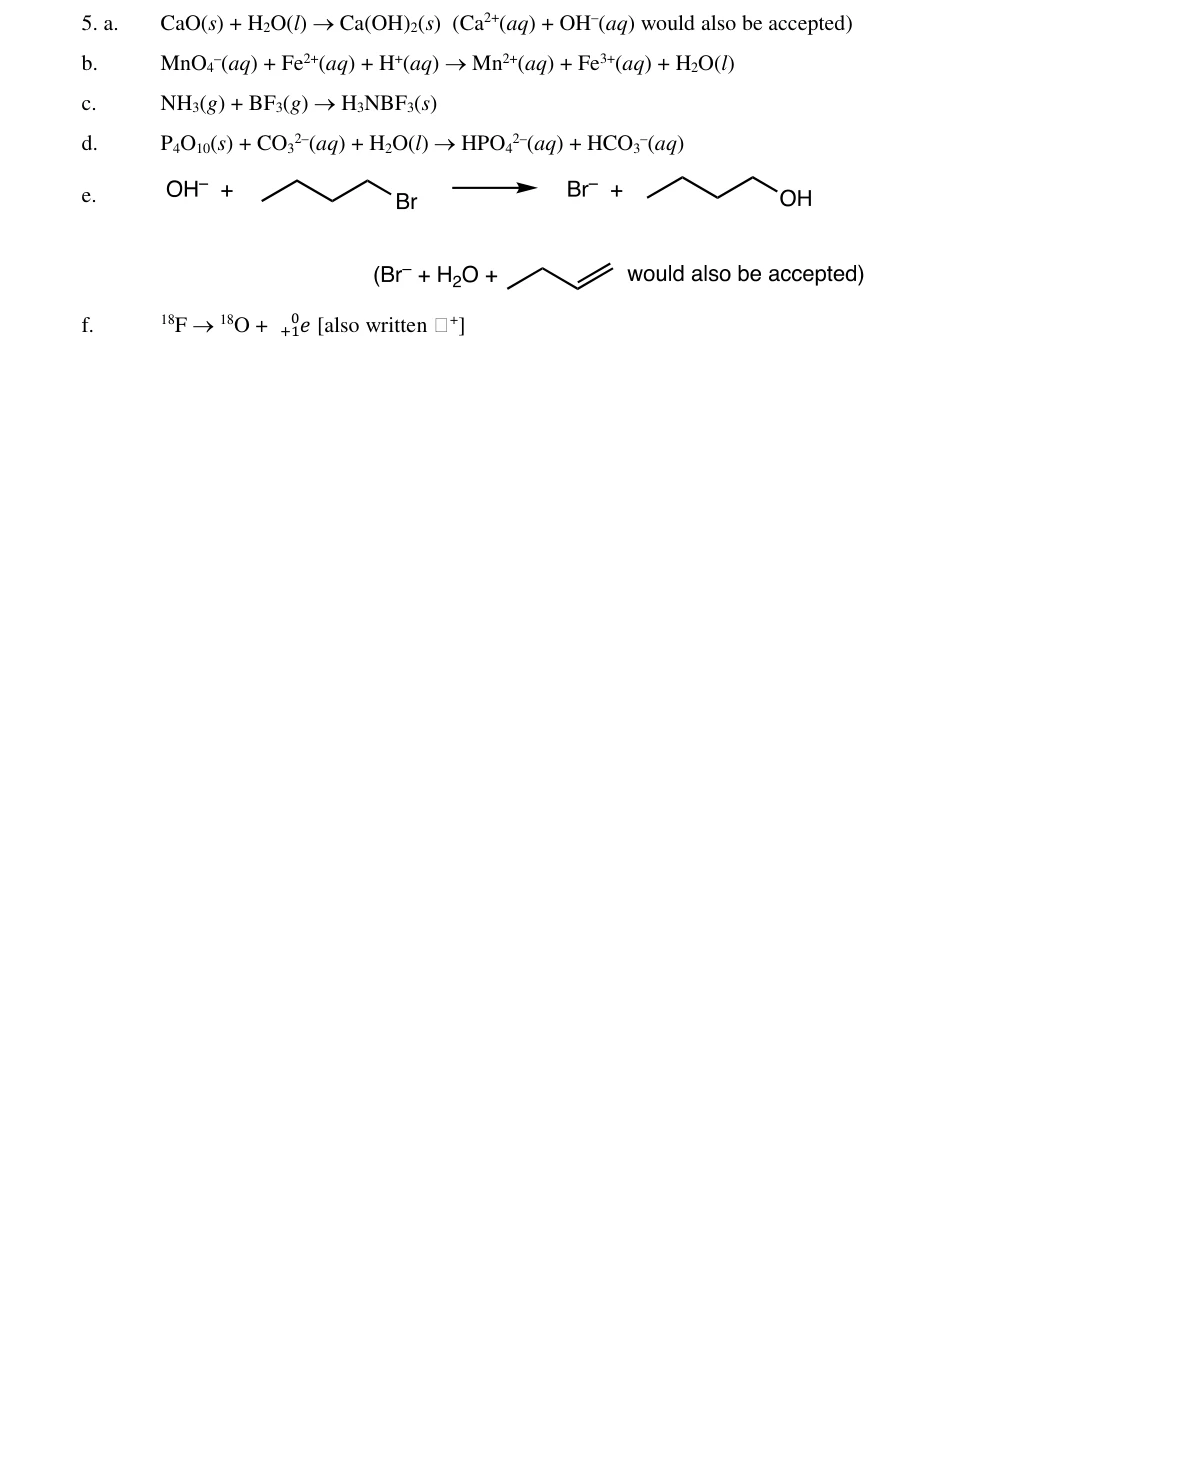 5. a. CaO(s) + H₂O(l) → Ca(OH)₂(s) (Ca²⁺(aq) + OH⁻(aq) would also be accepted)
b. MnO₄⁻(aq) + Fe²⁺(aq) + H⁺(aq) → Mn²⁺(aq) + Fe³⁺(aq) + H₂O(l)
c. NH₃(g) + BF₃(g) → H₃NBF₃(s)
d. P₄O₁₀(s) + CO₃²⁻(aq) + H₂O(l) → HPO₄²⁻(aq) + HCO₃⁻(aq)
e. OH⁻ + Br → Br⁻ + OH
(Br⁻ + H₂O + would also be accepted)
f. ¹⁸F → ¹⁸O + ₊₁⁰e [also written □⁺]